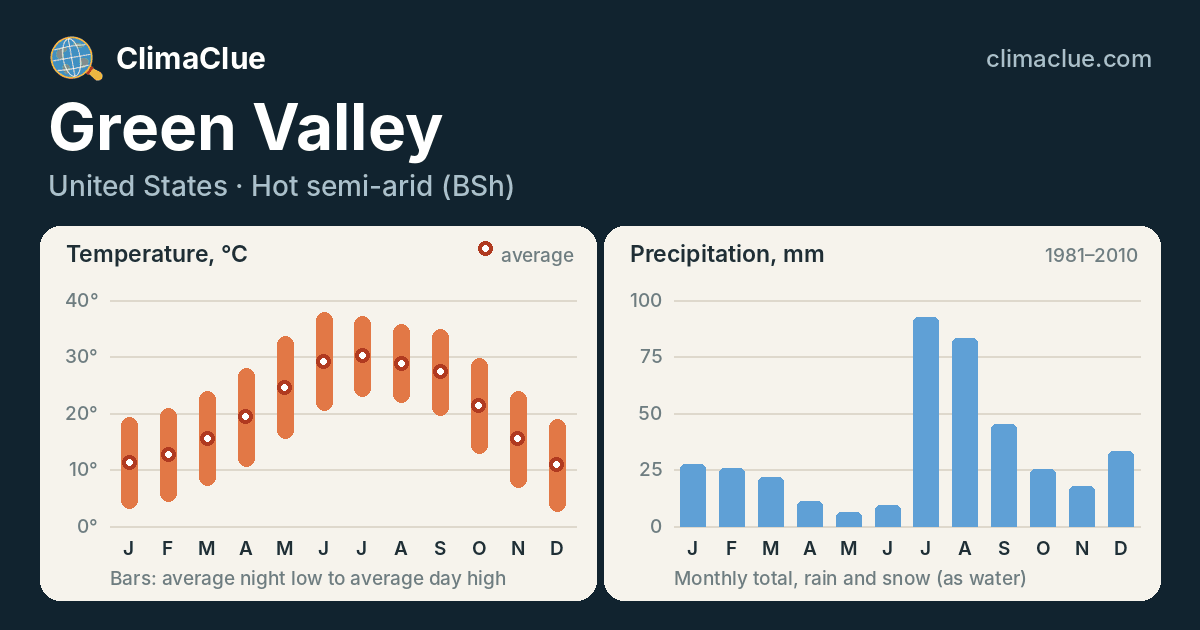 ClimaClue
climaclue.com
Green Valley
United States · Hot semi-arid (BSh)
Temperature, °C
average
40°
30°
20°
10°
0°
J F M A M J J A S O N D
Bars: average night low to average day high
Precipitation, mm
1981–2010
100
75
50
25
0
J F M A M J J A S O N D
Monthly total, rain and snow (as water)